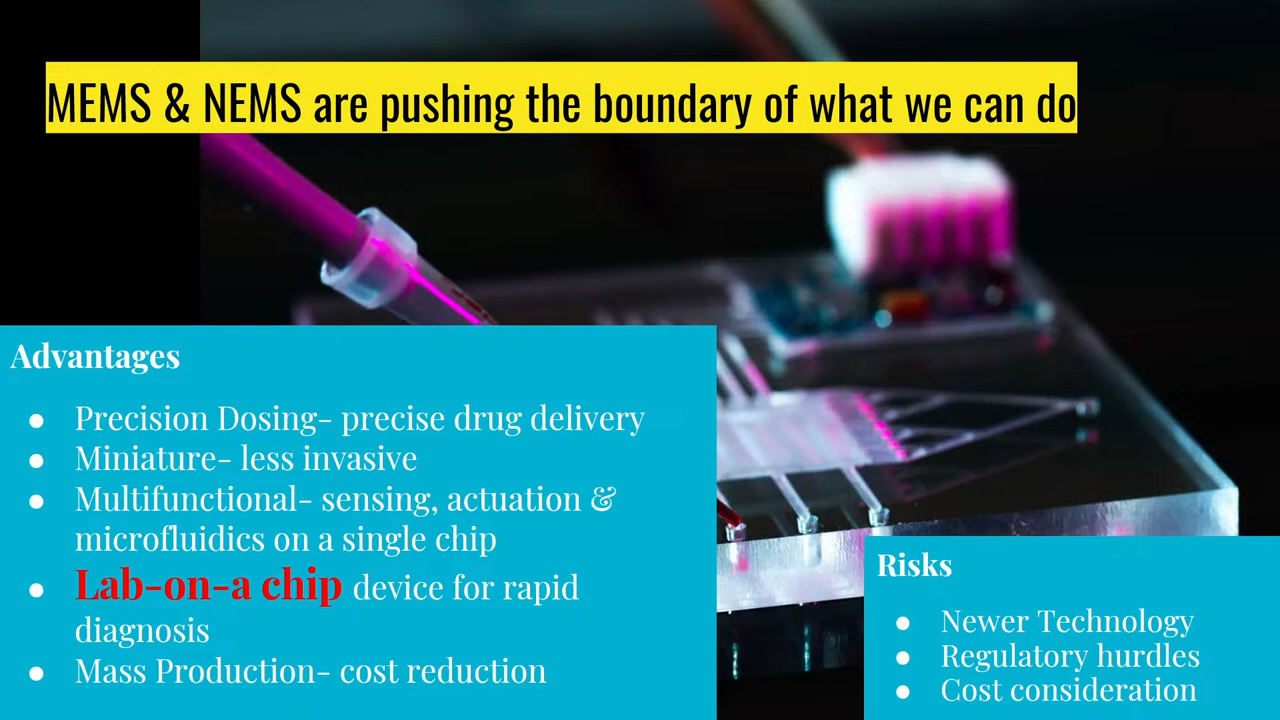 MEMS & NEMS are pushing the boundary of what we can do
Advantages
● Precision Dosing- precise drug delivery
● Miniature- less invasive
● Multifunctional- sensing, actuation &
microfluidics on a single chip
● Lab-on-a chip device for rapid
diagnosis
● Mass Production- cost reduction
Risks
● Newer Technology
● Regulatory hurdles
● Cost consideration